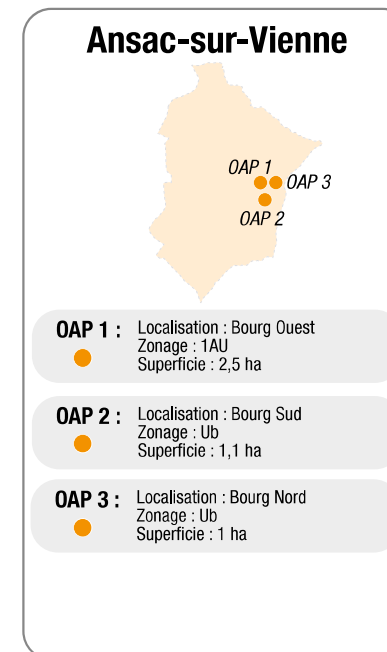 Ansac-sur-Vienne
OAP 1
OAP 3
OAP 2
OAP 1 :
Localisation : Bourg Ouest
Zonage : 1AU
Superficie : 2,5 ha
OAP 2 :
Localisation : Bourg Sud
Zonage : Ub
Superficie : 1,1 ha
OAP 3 :
Localisation : Bourg Nord
Zonage : Ub
Superficie : 1 ha